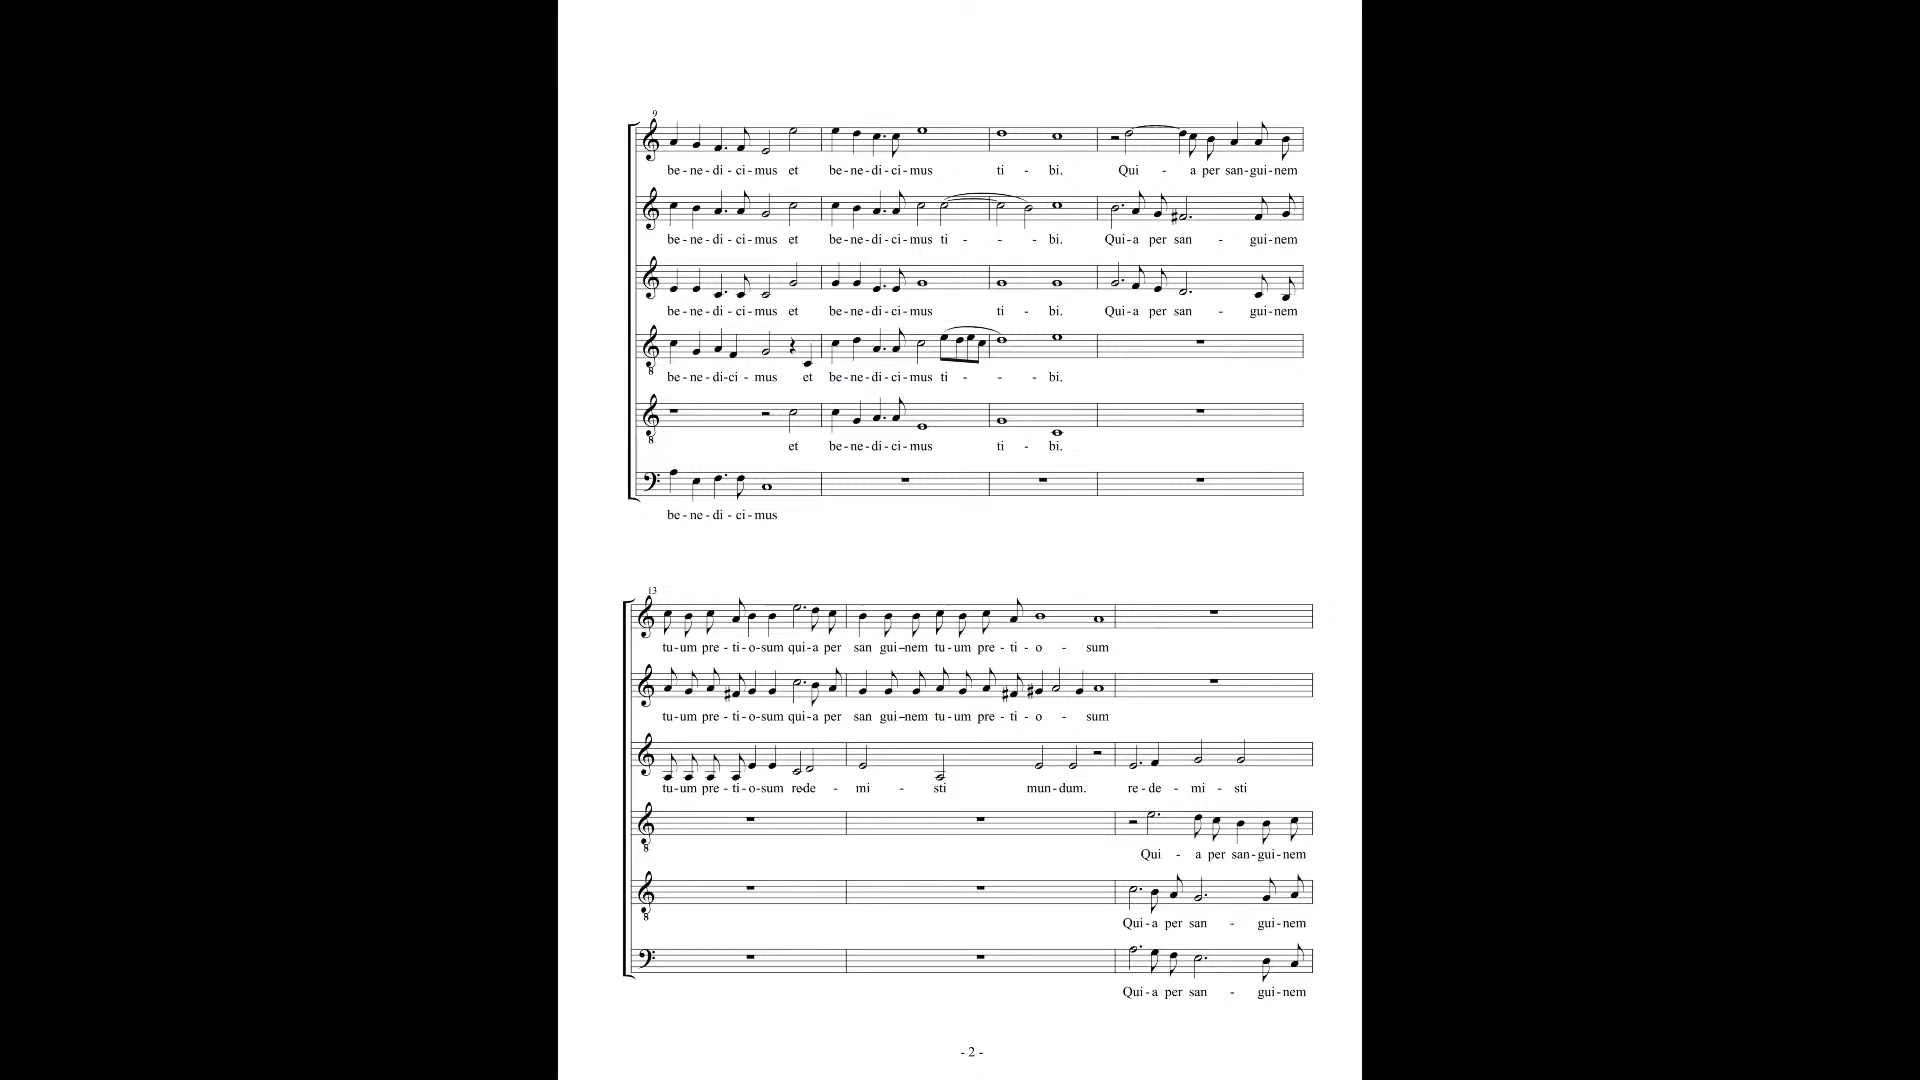 9
be - ne - di - ci - mus et be - ne - di - ci - mus ti - bi. Qui - a per san - gui - nem
be - ne - di - ci - mus et be - ne - di - ci - mus ti - - - bi. Qui - a per san - gui - nem
be - ne - di - ci - mus et be - ne - di - ci - mus ti - bi. Qui - a per san - gui - nem
be - ne - di - ci - mus et be - ne - di - ci - mus ti - - - bi.
et be - ne - di - ci - mus ti - bi.
be - ne - di - ci - mus
13
tu - um pre - ti - o - sum qui - a per san gui - nem tu - um pre - ti - o - sum
tu - um pre - ti - o - sum qui - a per san gui - nem tu - um pre - ti - o - sum
tu - um pre - ti - o - sum re - de - mi - sti mun - dum. re - de - mi - sti
Qui - a per san - gui - nem
Qui - a per san - gui - nem
Qui - a per san - gui - nem
- 2 -